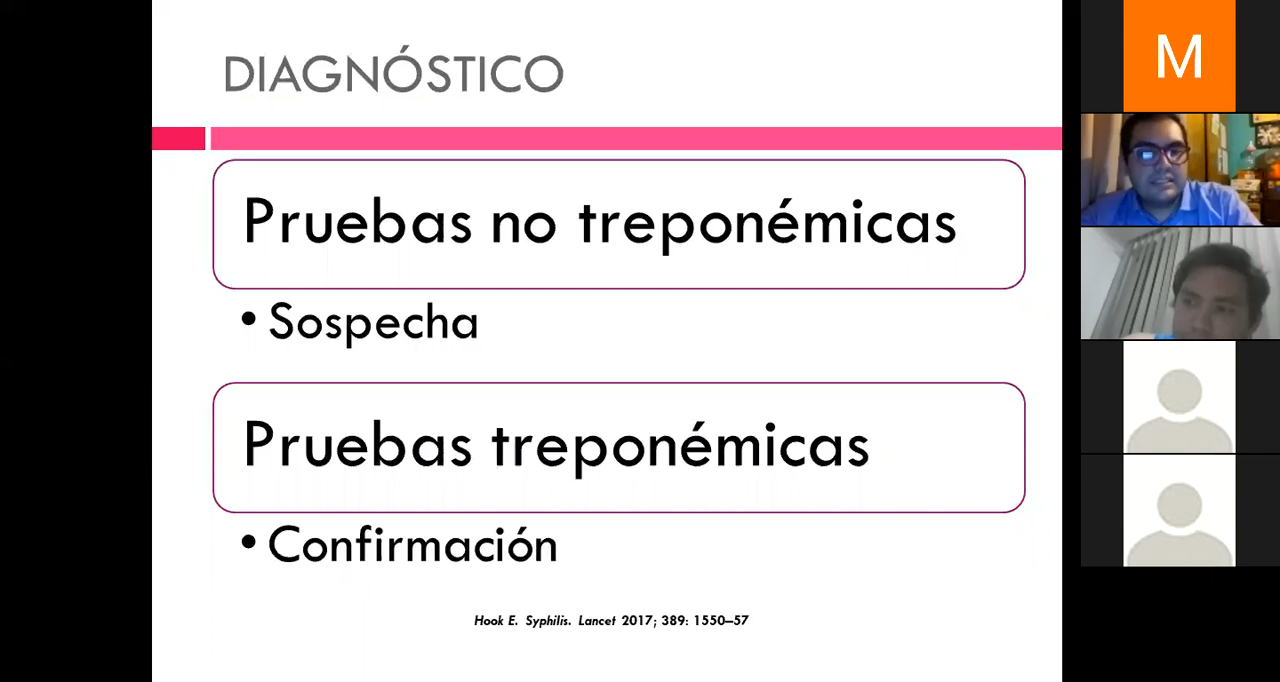 DIAGNÓSTICO
Pruebas no treponémicas
• Sospecha
Pruebas treponémicas
• Confirmación
Hook E. Syphilis. Lancet 2017; 389: 1550–57
M